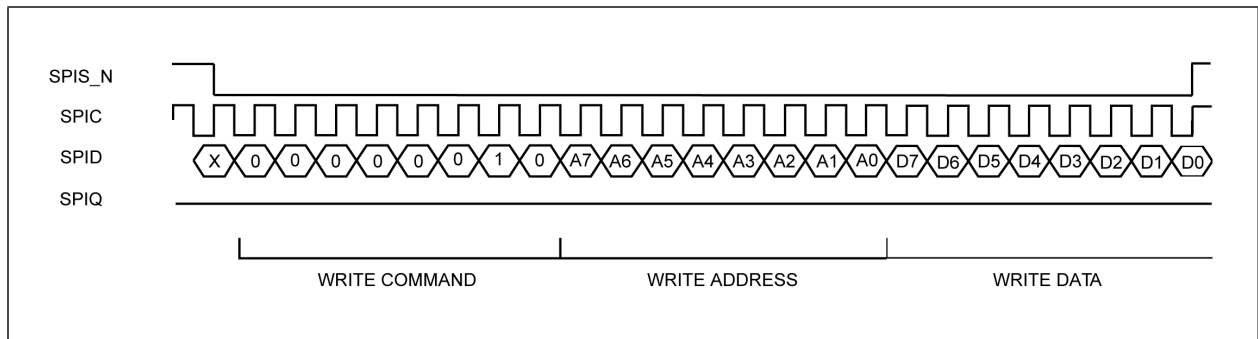 SPIS_N
SPIC
SPID X 0 0 0 0 0 0 1 0 A7 A6 A5 A4 A3 A2 A1 A0 D7 D6 D5 D4 D3 D2 D1 D0
SPIQ
WRITE COMMAND WRITE ADDRESS WRITE DATA